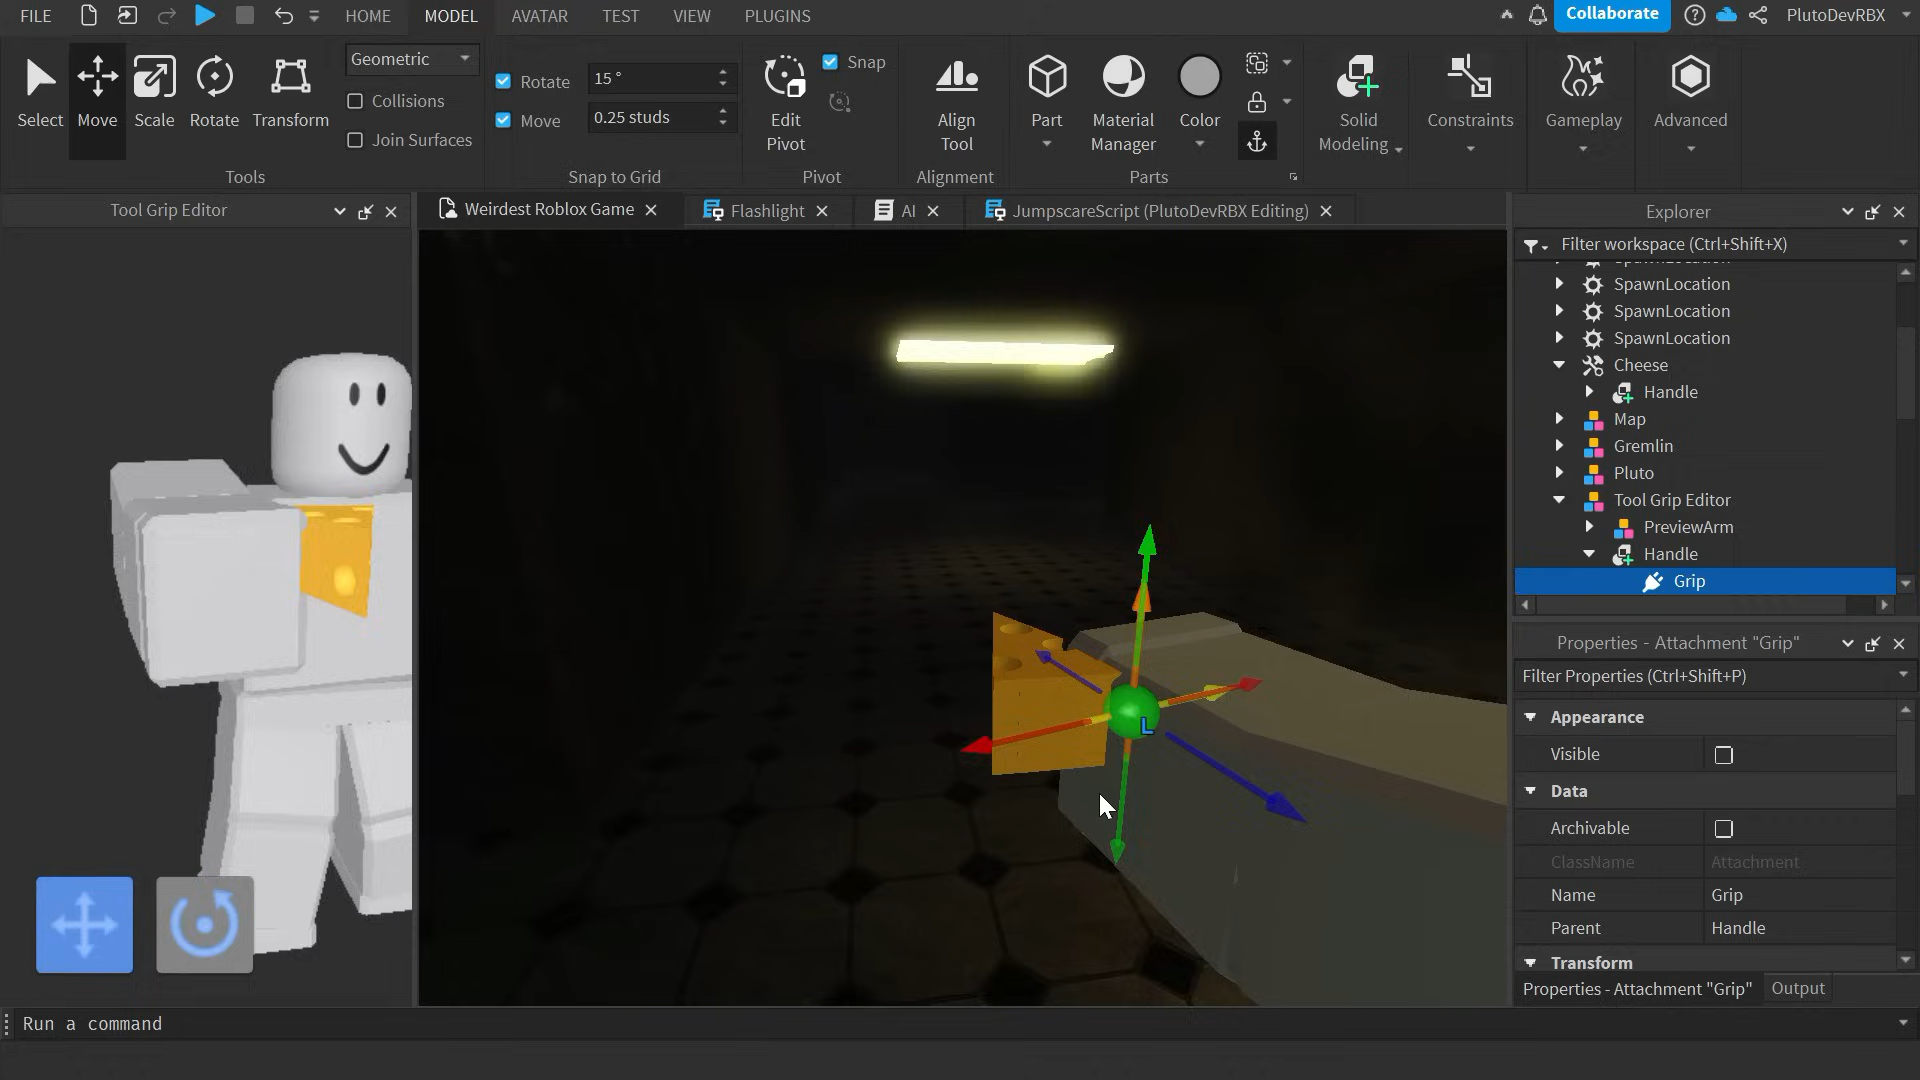 FILE HOME MODEL AVATAR TEST VIEW PLUGINS Collaborate PlutoDevRBX
Geometric
Collisions
Join Surfaces
Select Move Scale Rotate Transform
Tools
Rotate 15 °
Move 0.25 studs
Snap to Grid
Snap
Edit
Pivot
Pivot
Align
Tool
Alignment
Part
Material
Manager
Color
Parts
Solid
Modeling
Constraints
Gameplay
Advanced
Tool Grip Editor
Weirdest Roblox Game
Flashlight
AI
JumpscareScript (PlutoDevRBX Editing)
L
Explorer
Filter workspace (Ctrl+Shift+X)
SpawnLocation
SpawnLocation
SpawnLocation
SpawnLocation
Cheese
Handle
Map
Gremlin
Pluto
Tool Grip Editor
PreviewArm
Handle
Grip
Properties - Attachment "Grip"
Filter Properties (Ctrl+Shift+P)
Appearance
Visible
Data
Archivable
ClassName Attachment
Name Grip
Parent Handle
Transform
Properties - Attachment "Grip" Output
Run a command